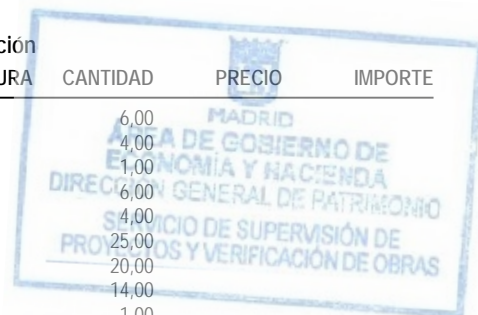 ción
URA CANTIDAD PRECIO IMPORTE
6,00
MADRID
4,00
ÁREA DE GOBIERNO DE
1,00
ECONOMÍA Y HACIENDA
6,00
DIRECCIÓN GENERAL DE PATRIMONIO
4,00
SERVICIO DE SUPERVISIÓN DE
25,00
PROYECTOS Y VERIFICACIÓN DE OBRAS
20,00
14,00
1,00